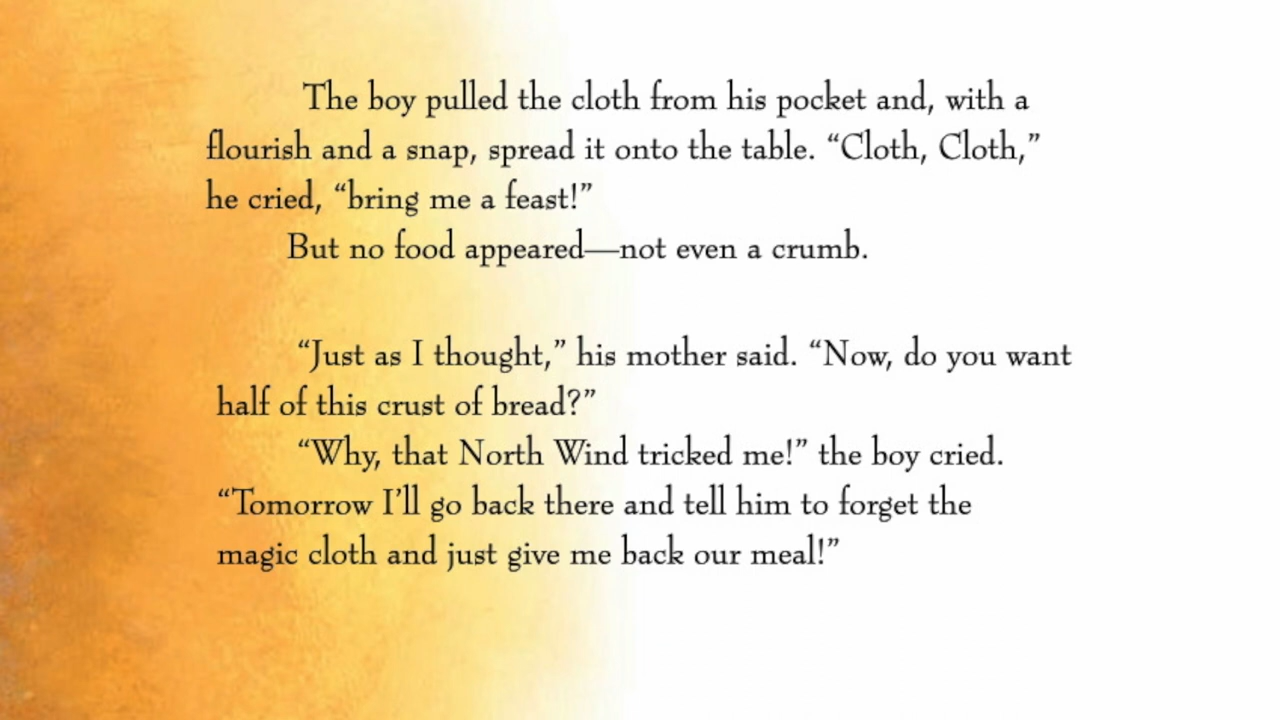 The boy pulled the cloth from his pocket and, with a
flourish and a snap, spread it onto the table. “Cloth, Cloth,”
he cried, “bring me a feast!”
But no food appeared—not even a crumb.
“Just as I thought,” his mother said. “Now, do you want
half of this crust of bread?”
“Why, that North Wind tricked me!” the boy cried.
“Tomorrow I’ll go back there and tell him to forget the
magic cloth and just give me back our meal!”